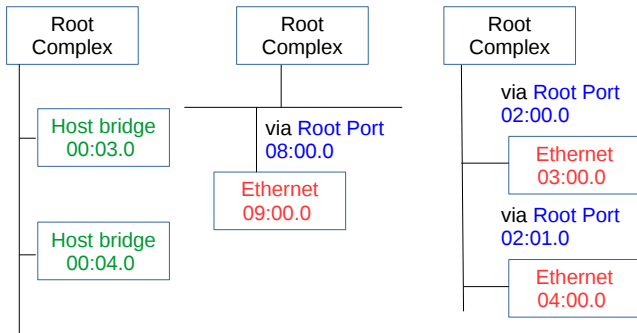 Root
Complex
Host bridge
00:03.0
Host bridge
00:04.0
Root
Complex
via Root Port
08:00.0
Ethernet
09:00.0
Root
Complex
via Root Port
02:00.0
Ethernet
03:00.0
via Root Port
02:01.0
Ethernet
04:00.0